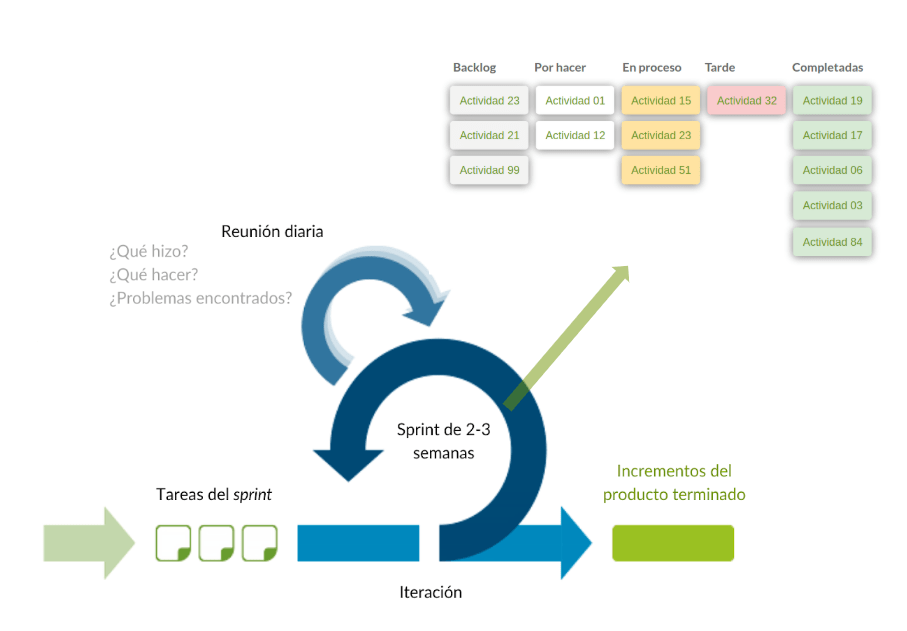 Backlog Por hacer En proceso Tarde Completadas
Actividad 23 Actividad 01 Actividad 15 Actividad 32 Actividad 19
Actividad 21 Actividad 12 Actividad 23 Actividad 17
Actividad 99 Actividad 51 Actividad 06
Actividad 03
Actividad 84
Reunión diaria
¿Qué hizo?
¿Qué hacer?
¿Problemas encontrados?
Sprint de 2-3
semanas
Tareas del sprint
Incrementos del
producto terminado
Iteración